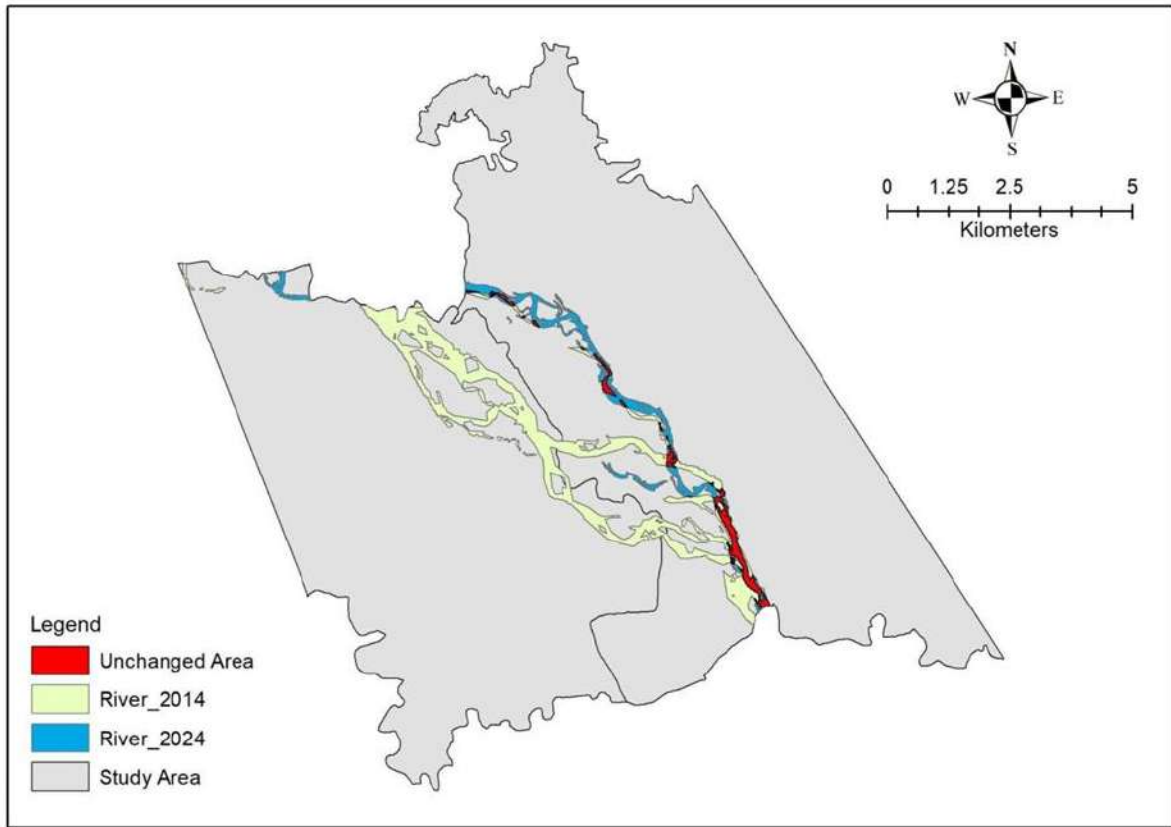 N
W E
S
0 1.25 2.5 5
Kilometers
Legend
Unchanged Area
River_2014
River_2024
Study Area